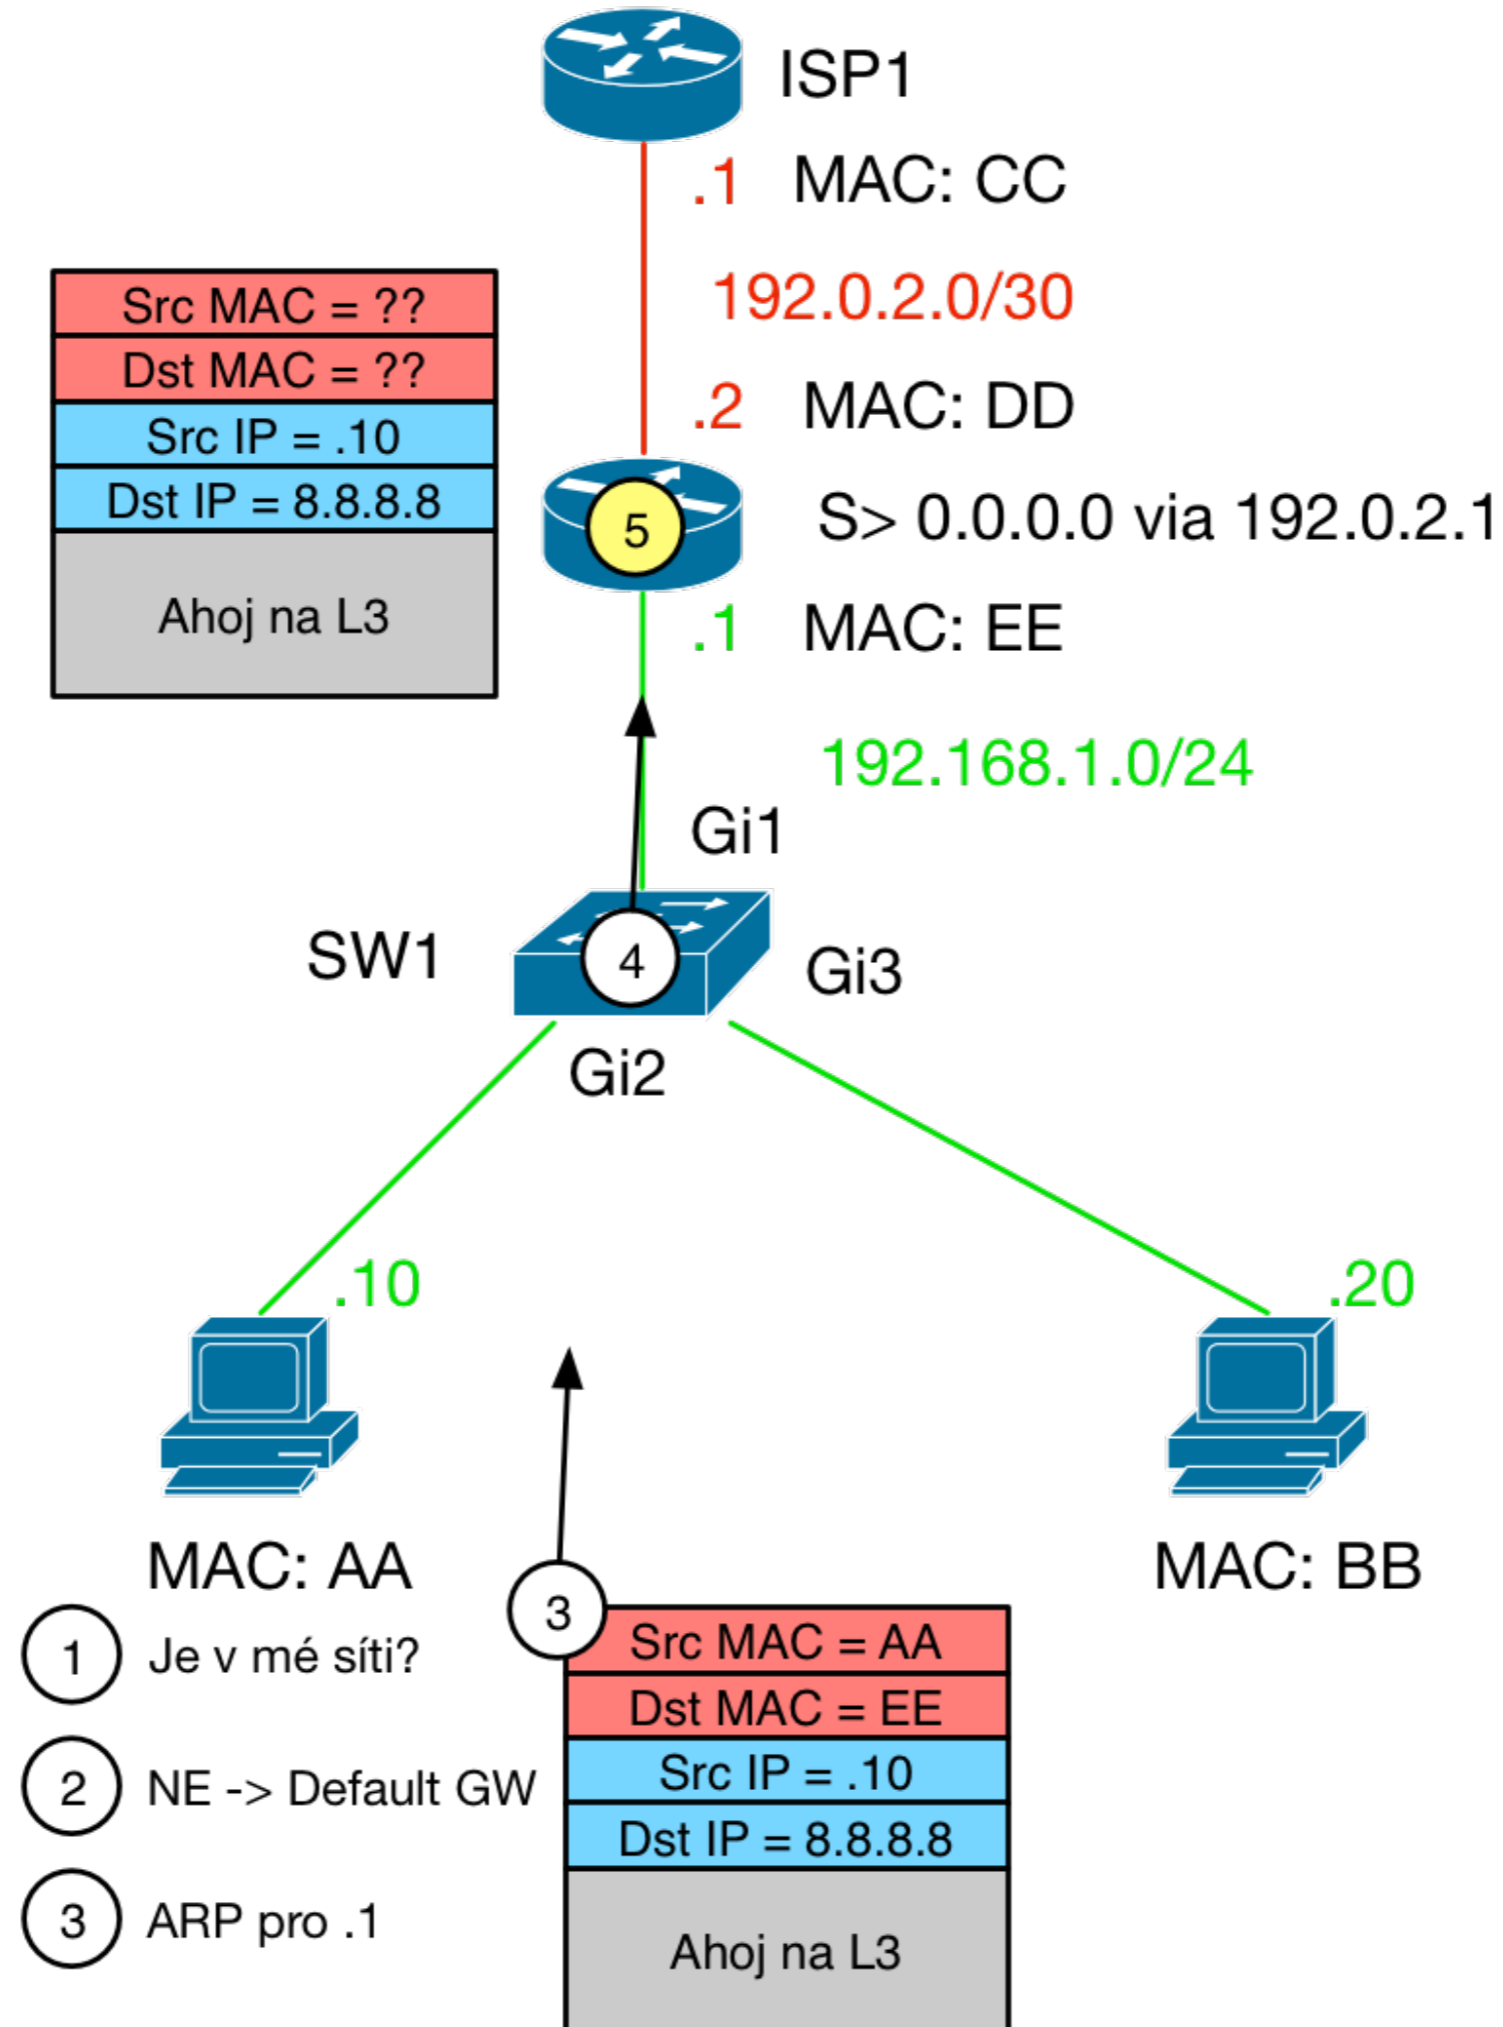 ISP1
.1 MAC: CC
192.0.2.0/30
Src MAC = ??
Dst MAC = ??
Src IP = .10
Dst IP = 8.8.8.8
Ahoj na L3
.2 MAC: DD
5
S> 0.0.0.0 via 192.0.2.1
.1 MAC: EE
192.168.1.0/24
Gi1
SW1
4
Gi3
Gi2
.10
.20
MAC: AA
MAC: BB
1 Je v mé síti?
2 NE -> Default GW
3 ARP pro .1
3
Src MAC = AA
Dst MAC = EE
Src IP = .10
Dst IP = 8.8.8.8
Ahoj na L3